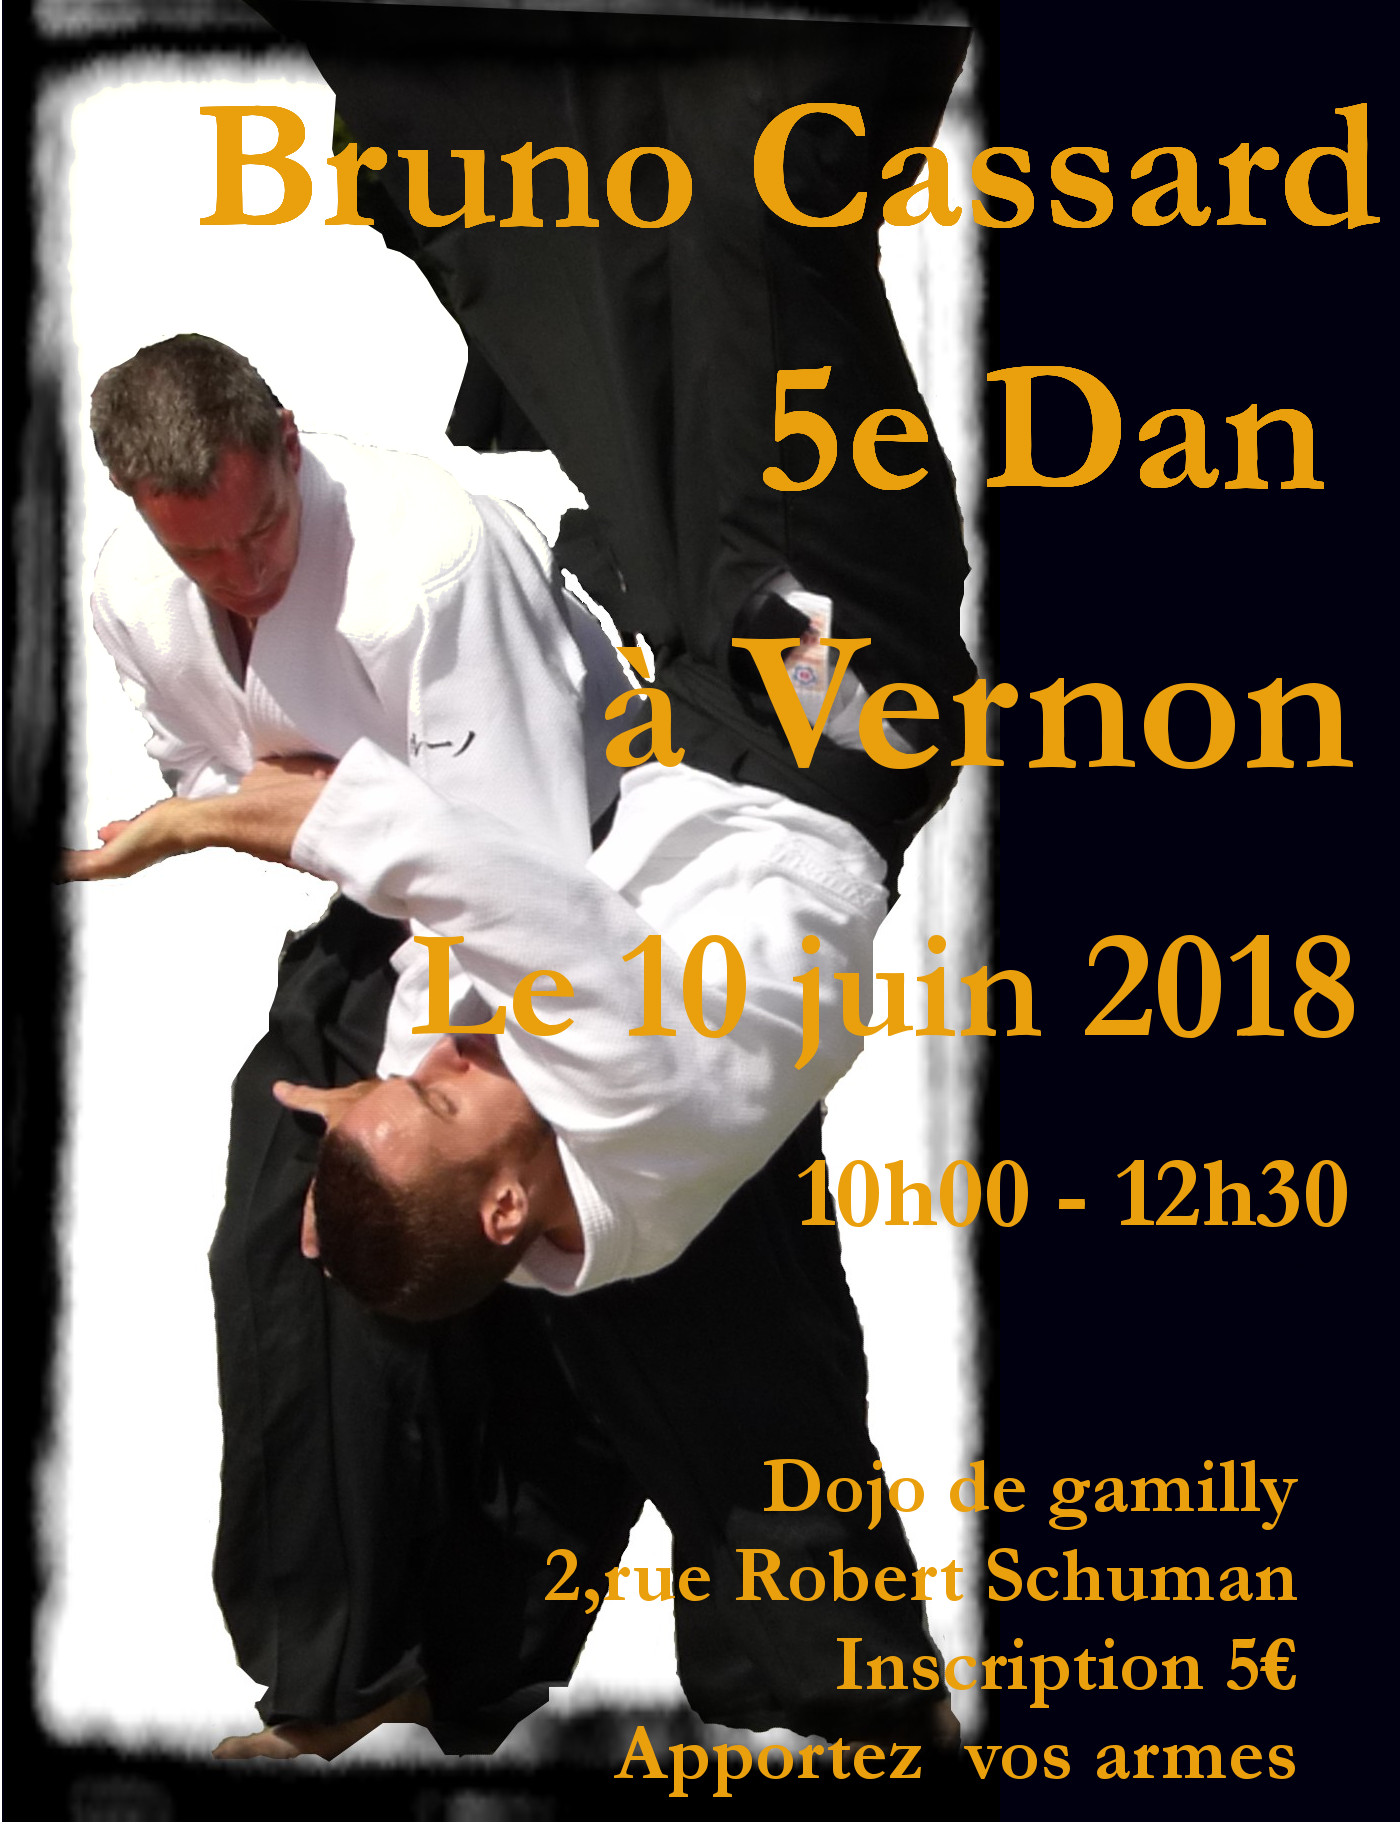 Bruno Cassard
5e Dan
à Vernon
Le 10 juin 2018
10h00 - 12h30
Dojo de gamilly
2,rue Robert Schuman
Inscription 5€
Apportez vos armes